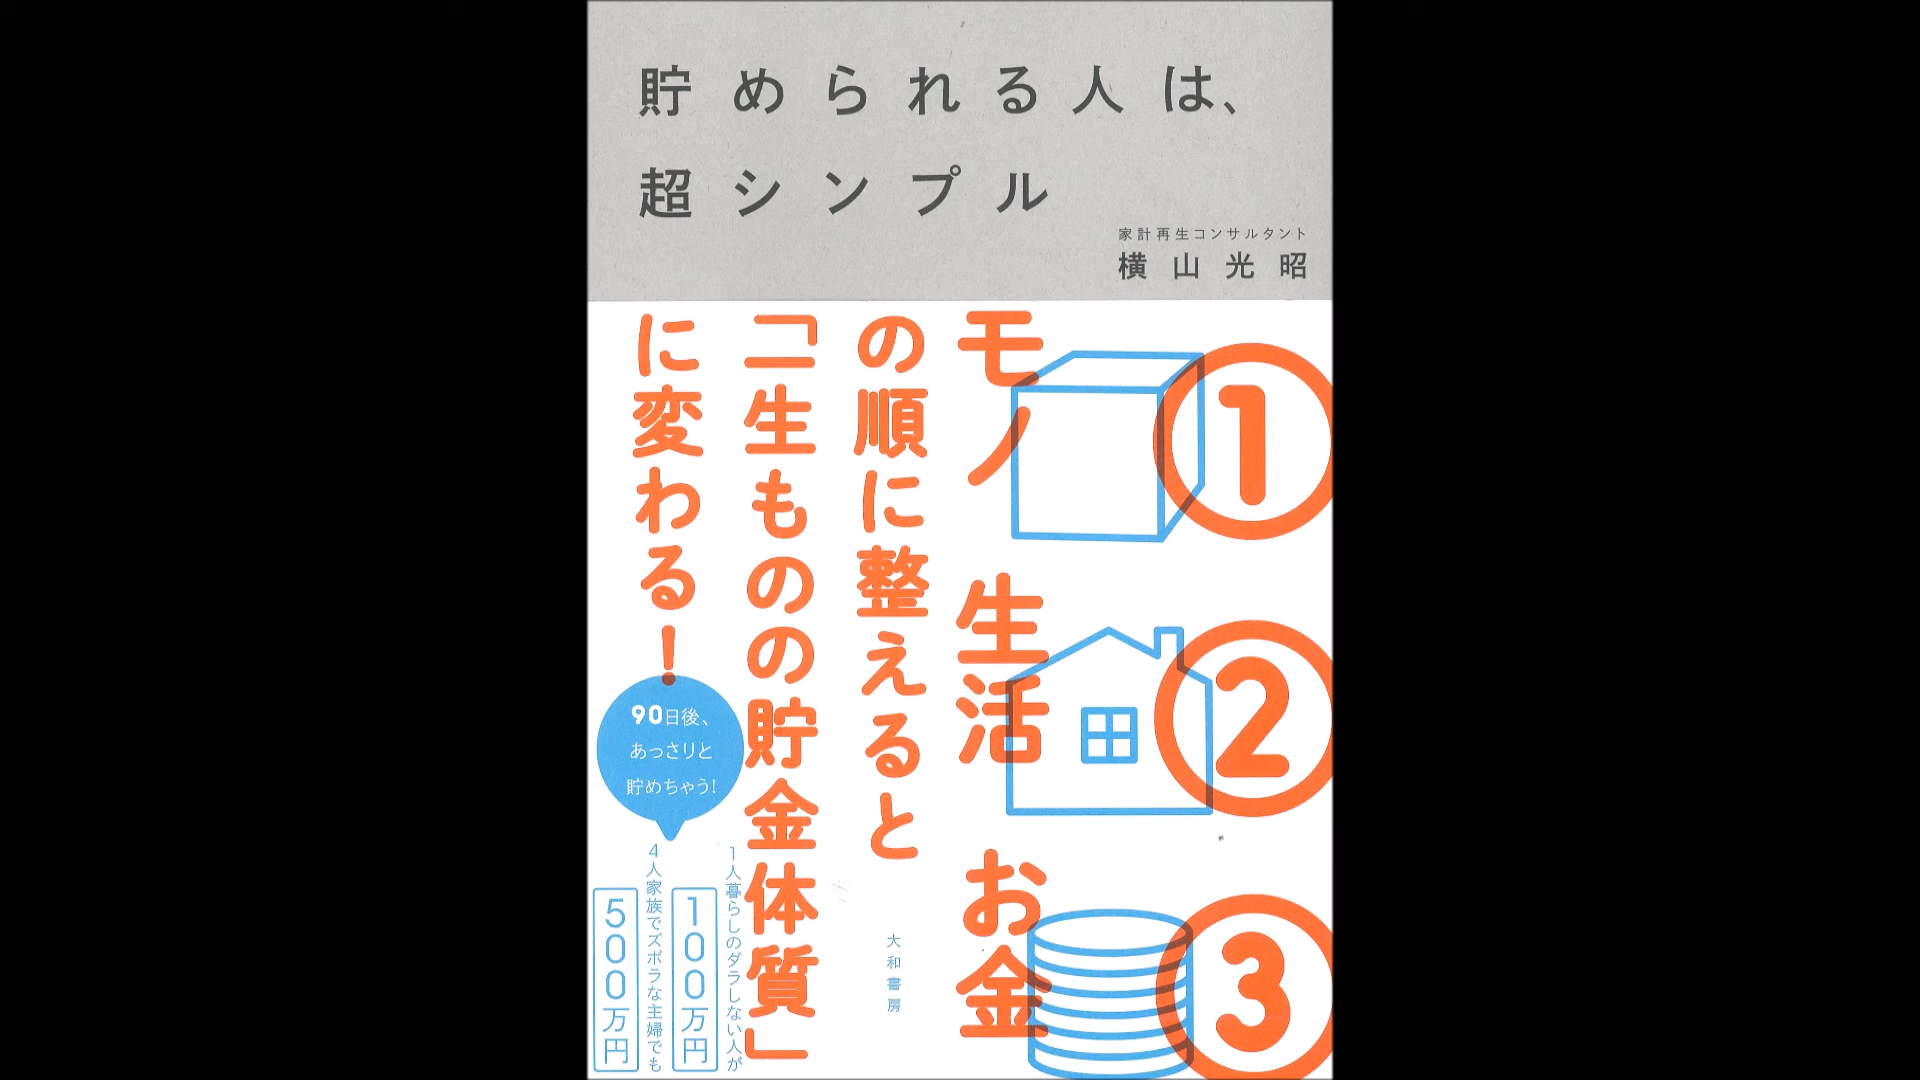 貯められる人は、
超シンプル
家計再生コンサルタント
横山光昭
①
モノ
②
生活
③
お金
の順に整えると
「一生ものの貯金体質」
に変わる!
90日後、
あっさりと
貯めちゃう!
1人暮らしのダラしない人が
100万円
4人家族でズボラな主婦でも
500万円
大和書房